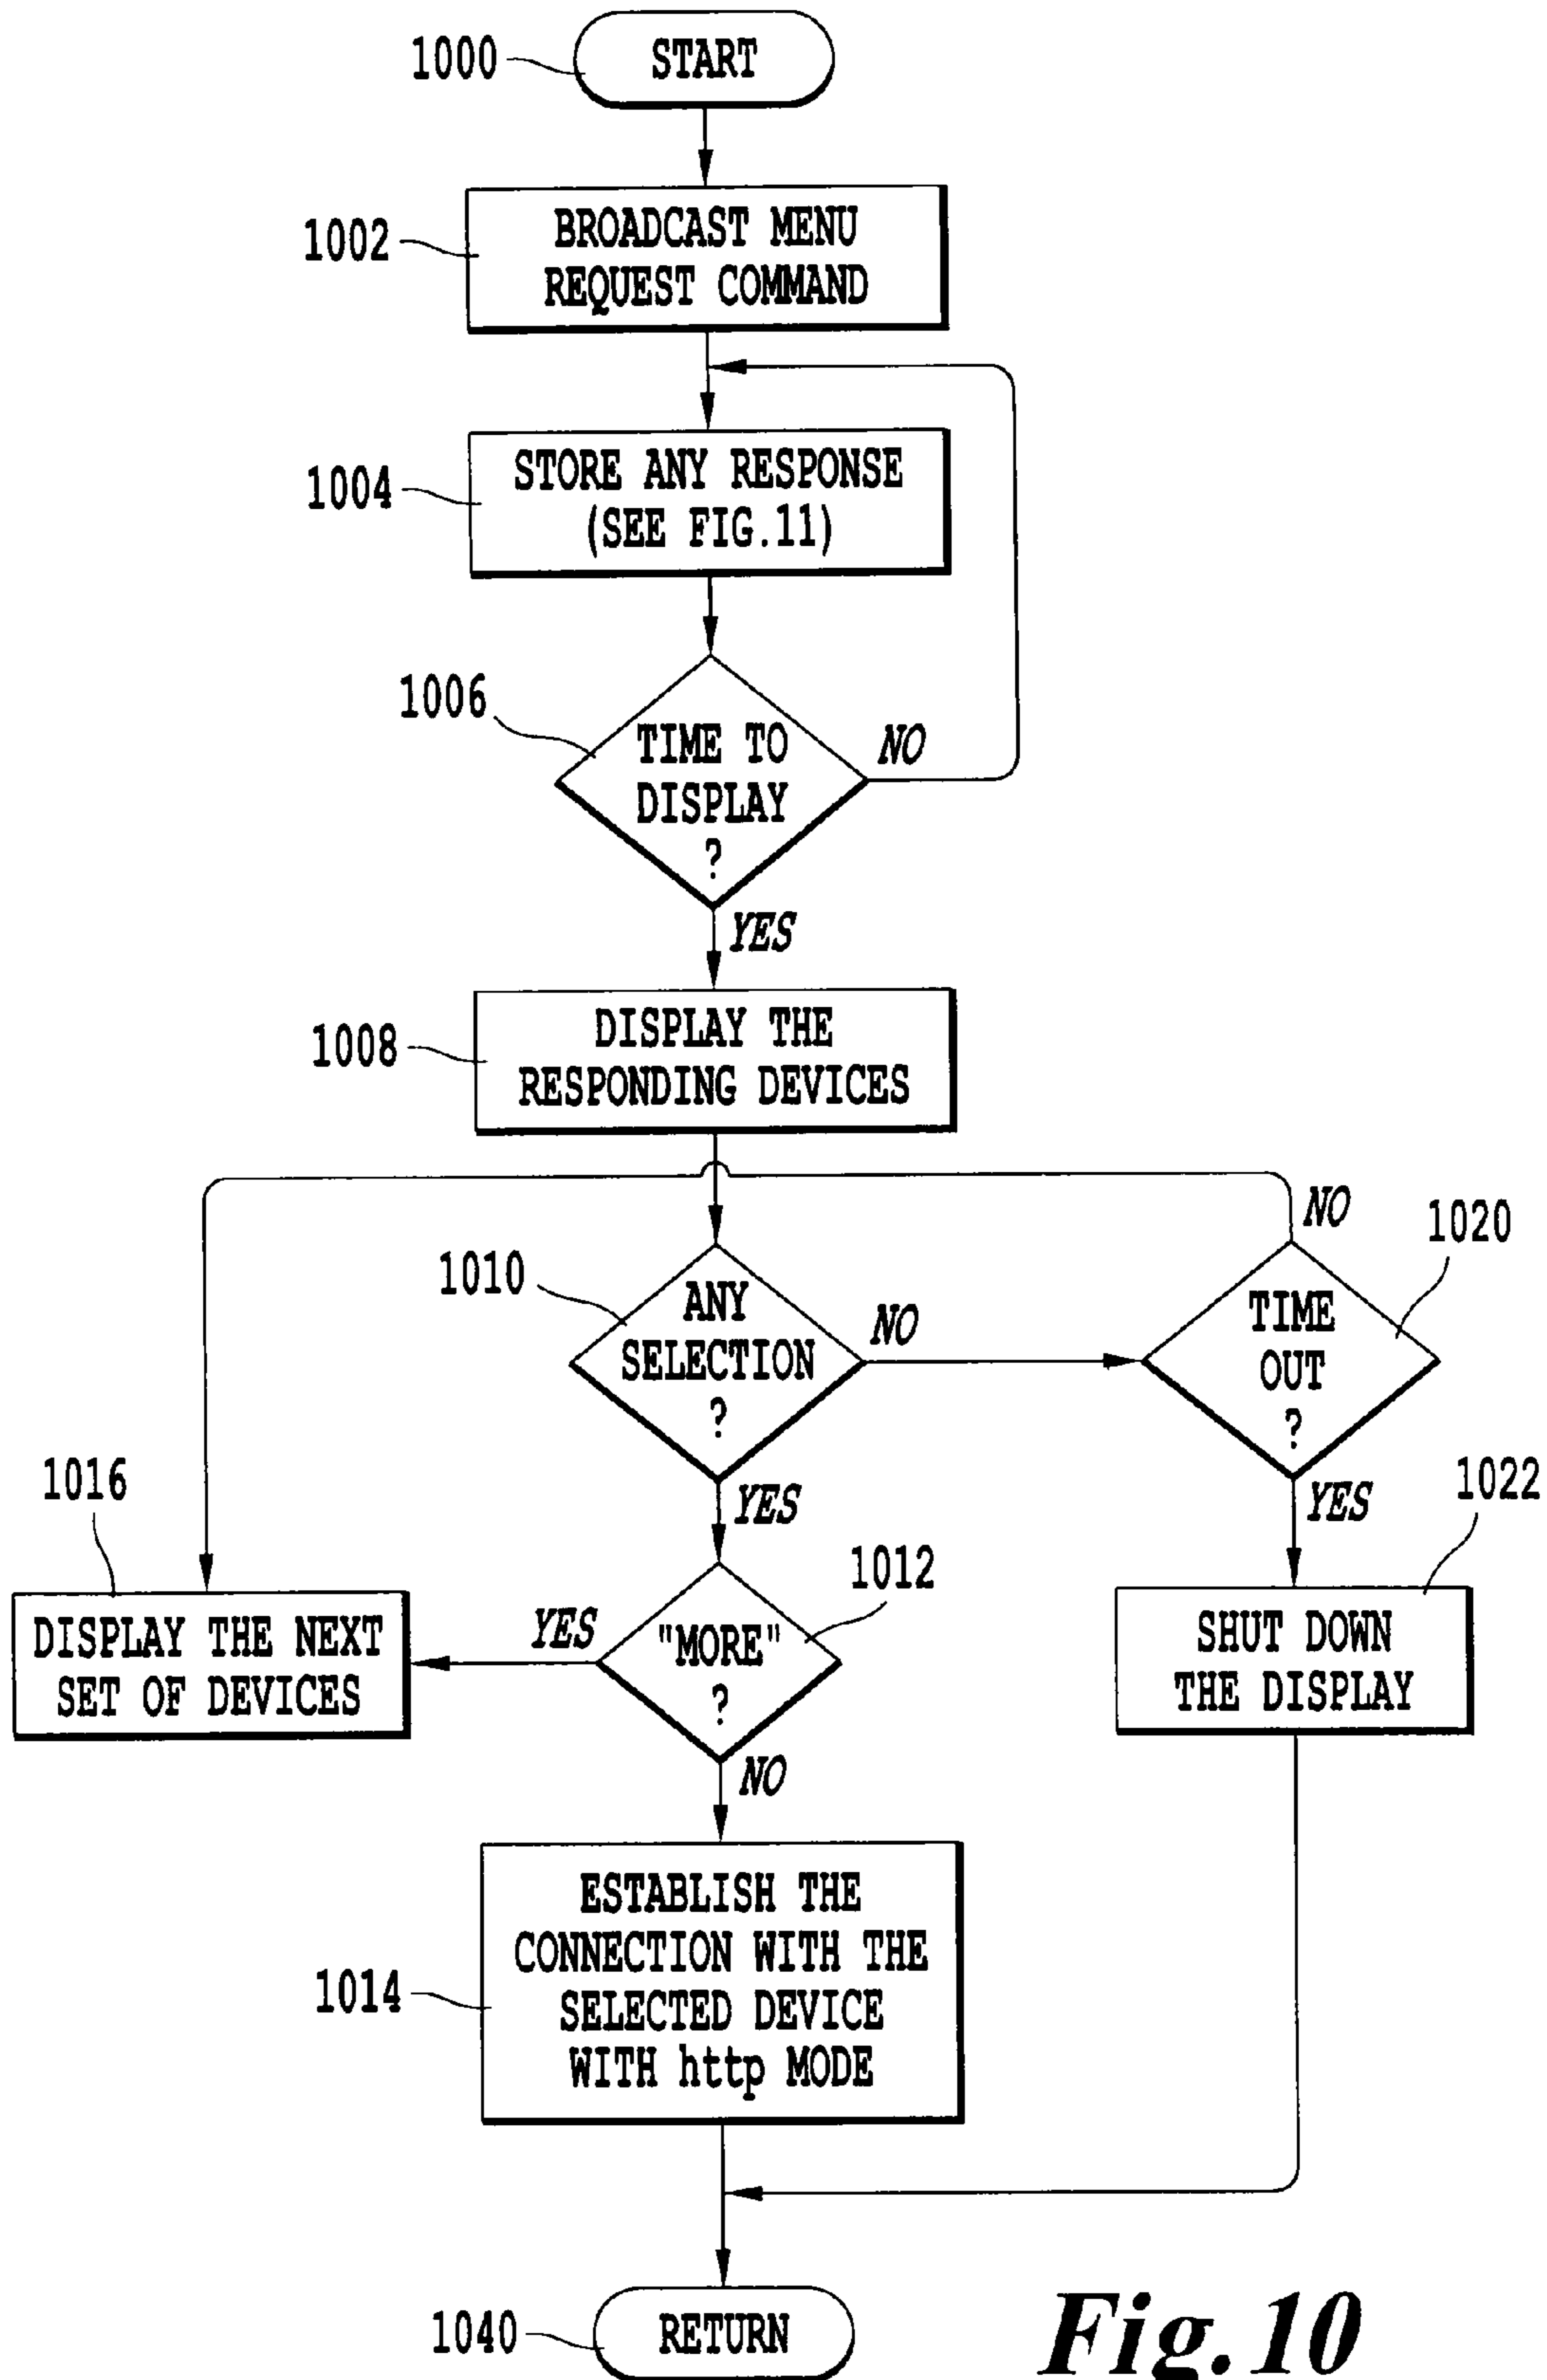 1000
START
1002
BROADCAST MENU
REQUEST COMMAND
1004
STORE ANY RESPONSE
(SEE FIG.11)
1006
TIME TO
DISPLAY
?
NO
YES
1008
DISPLAY THE
RESPONDING DEVICES
1010
ANY
SELECTION
?
NO
YES
1020
TIME
OUT
?
NO
YES
1016
DISPLAY THE NEXT
SET OF DEVICES
1012
"MORE"
?
YES
NO
1022
SHUT DOWN
THE DISPLAY
1014
ESTABLISH THE
CONNECTION WITH THE
SELECTED DEVICE
WITH http MODE
1040
RETURN
Fig. 10